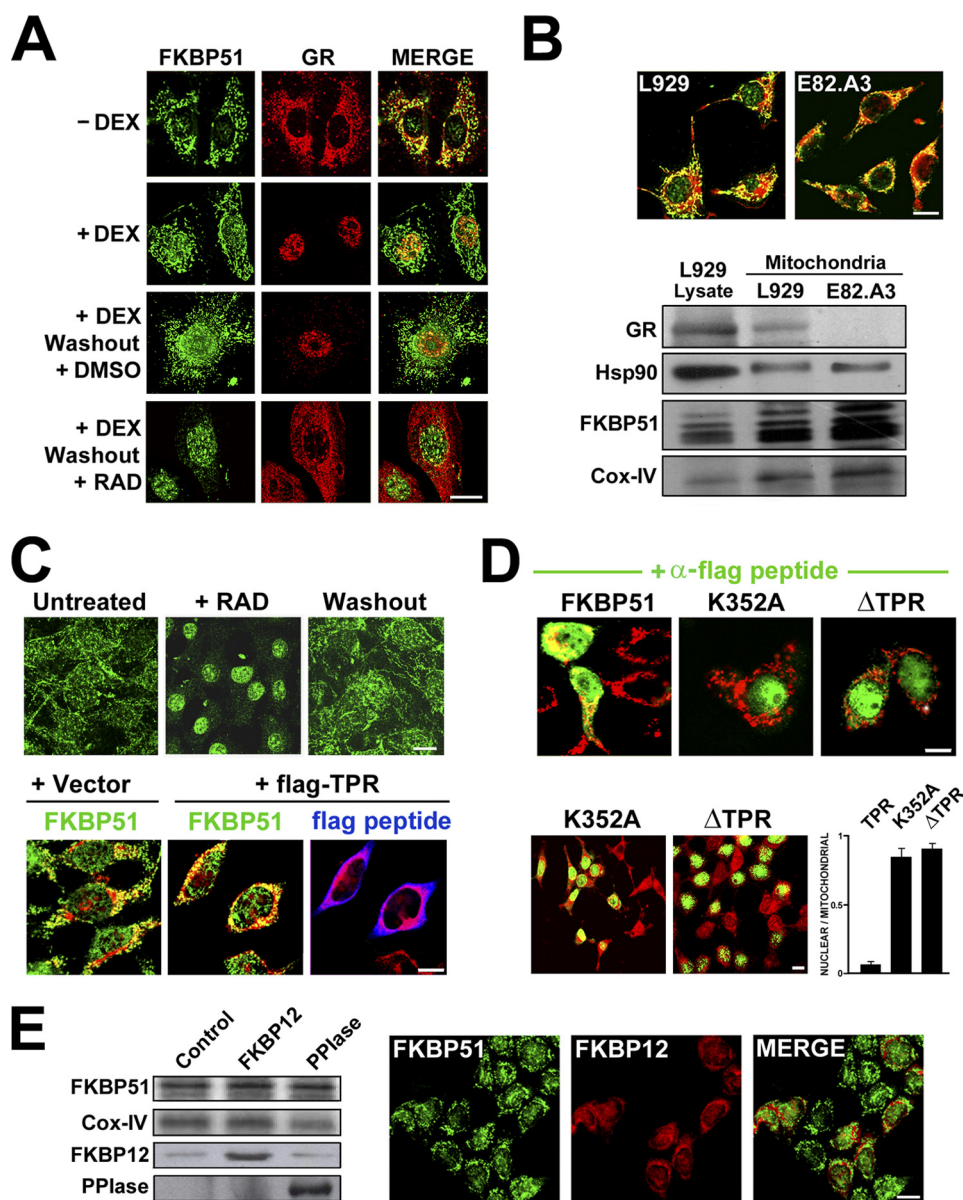 A
FKBP51 GR MERGE
– DEX
+ DEX
+ DEX
Washout
+ DMSO
+ DEX
Washout
+ RAD
B
L929 E82.A3
L929 Mitochondria
Lysate L929 E82.A3
GR
Hsp90
FKBP51
Cox-IV
C
Untreated + RAD Washout
+ Vector + flag-TPR
FKBP51 FKBP51 flag peptide
D
+ α-flag peptide
FKBP51 K352A ΔTPR
K352A ΔTPR
TPR K352A ΔTPR
1
0.5
0
NUCLEAR / MITOCHONDRIAL
E
Control FKBP12 PPIase
FKBP51
Cox-IV
FKBP12
PPIase
FKBP51 FKBP12 MERGE